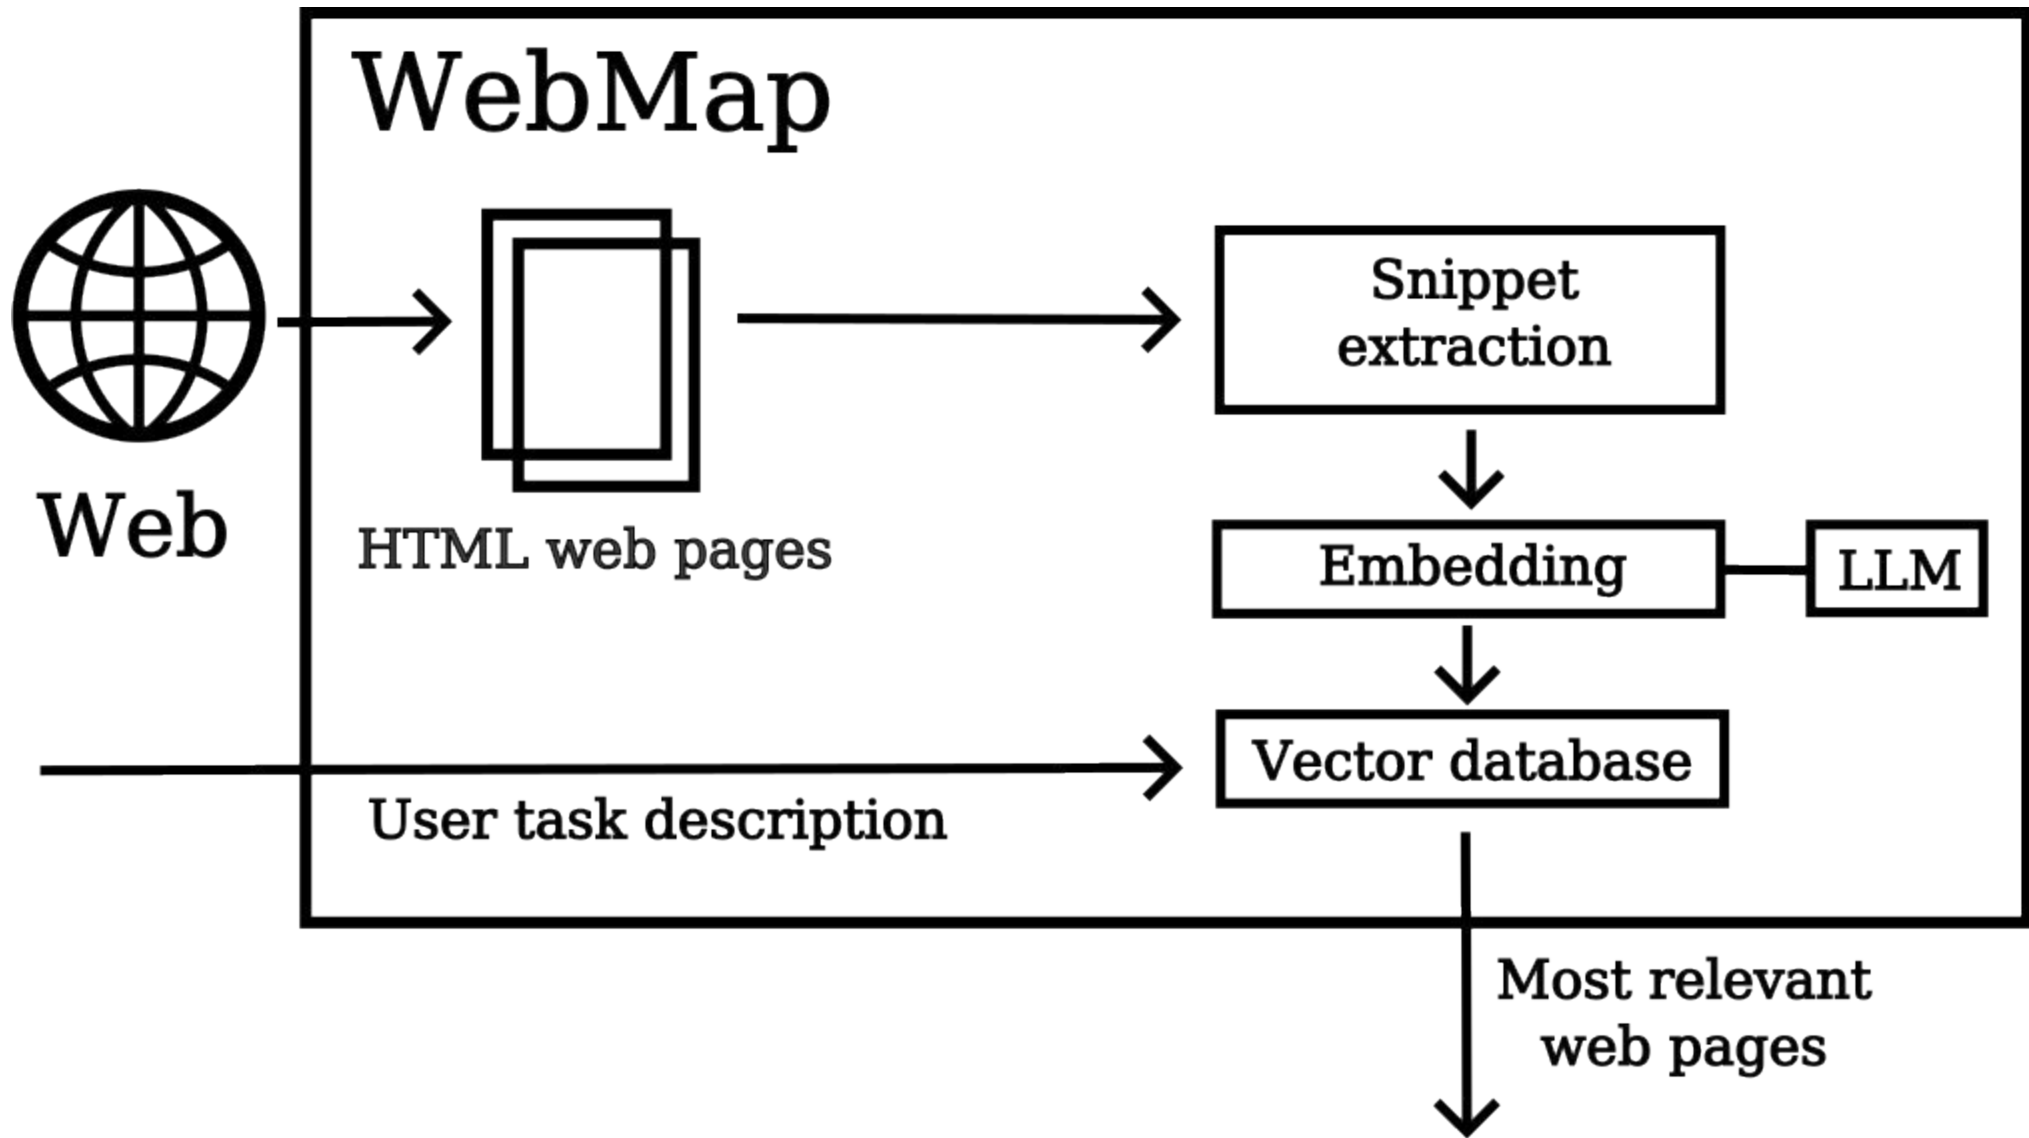 WebMap
Web
HTML web pages
Snippet
extraction
Embedding
LLM
Vector database
User task description
Most relevant
web pages